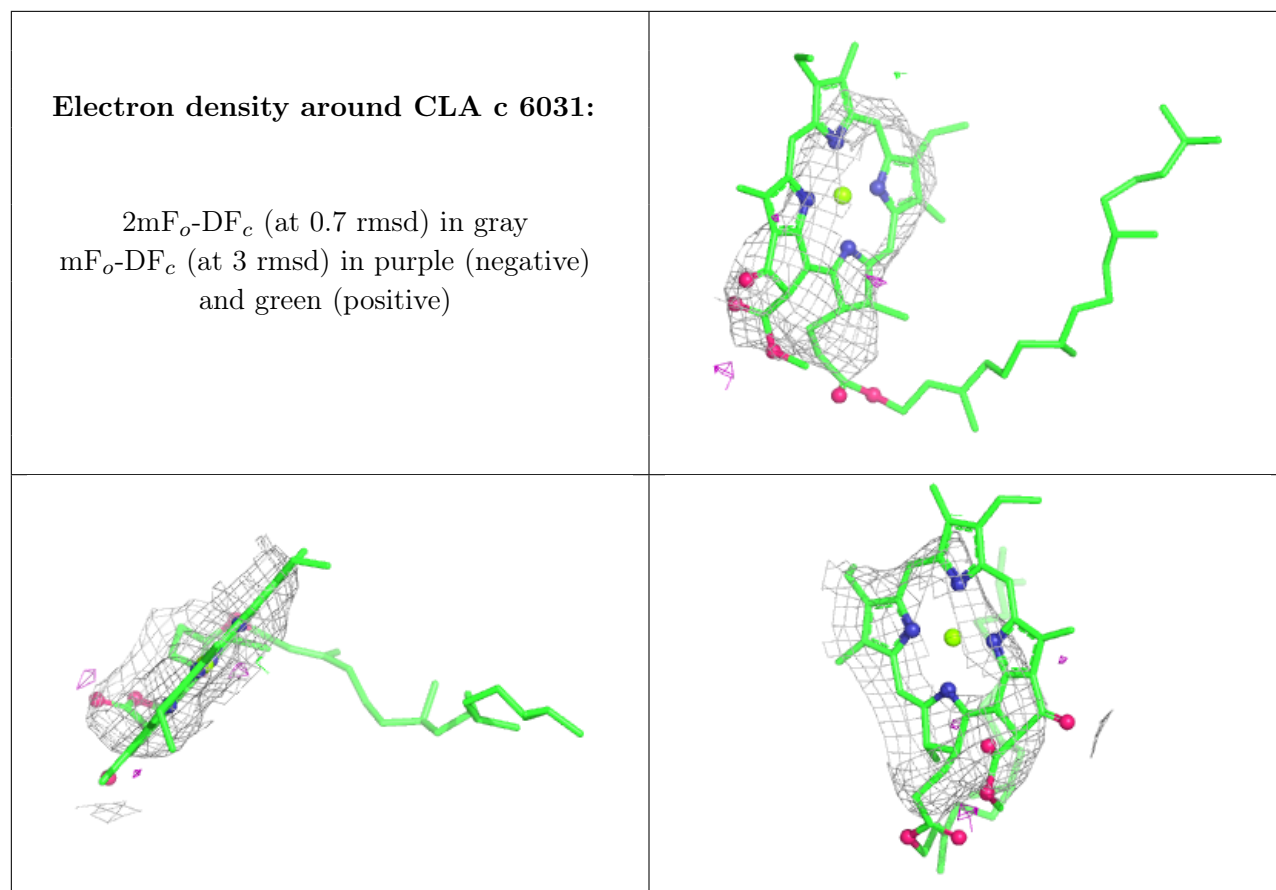 Electron density around CLA c 6031:
2mFo-DFc (at 0.7 rmsd) in gray
mFo-DFc (at 3 rmsd) in purple (negative)
and green (positive)